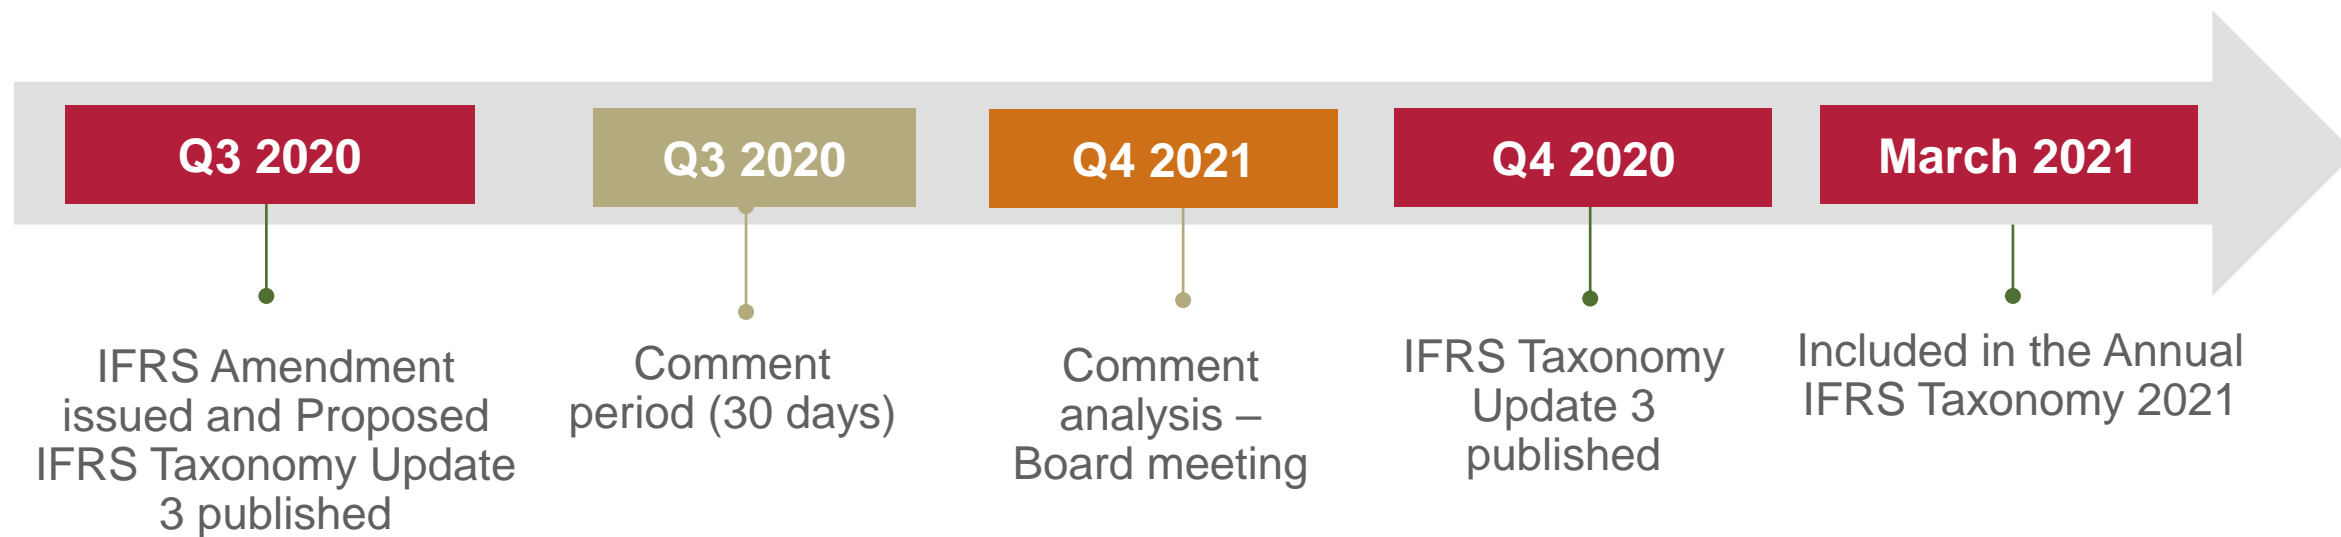 Q3 2020
IFRS Amendment
issued and Proposed
IFRS Taxonomy Update
3 published
Q3 2020
Comment
period (30 days)
Q4 2021
Comment
analysis –
Board meeting
Q4 2020
IFRS Taxonomy
Update 3
published
March 2021
Included in the Annual
IFRS Taxonomy 2021